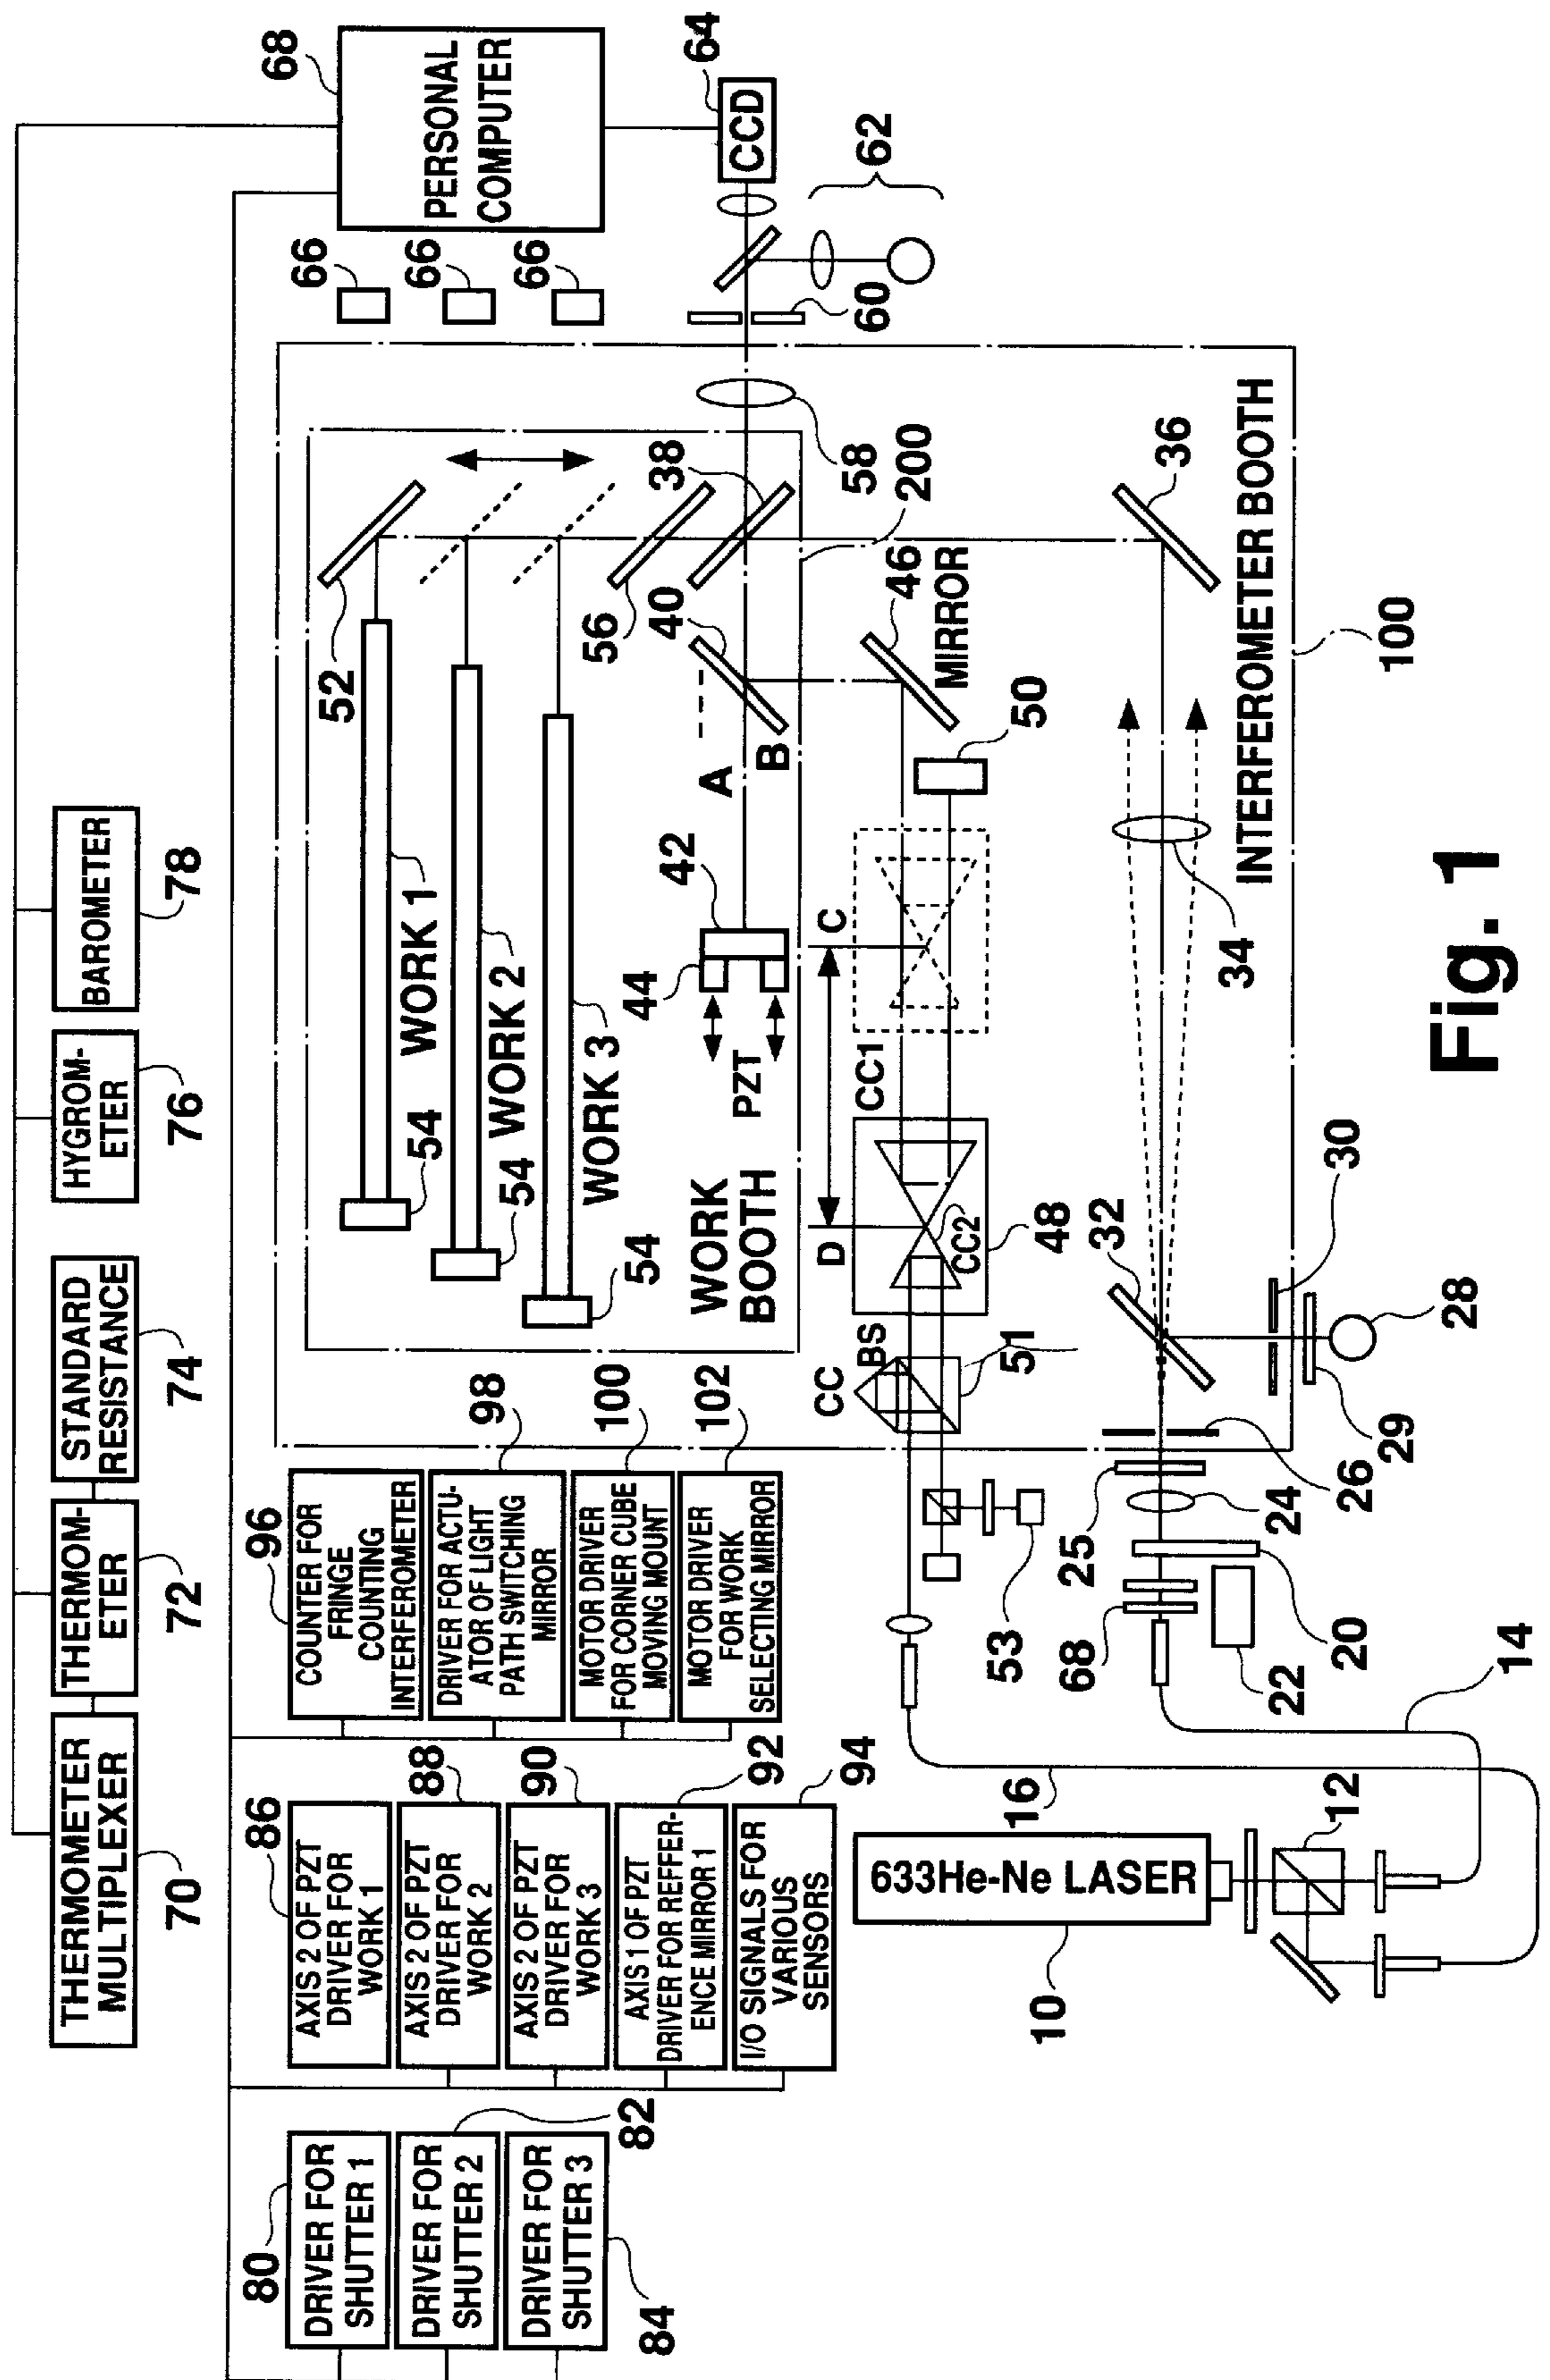 THERMOMETER
MULTIPLEXER
70
THERMOM-
ETER
72
STANDARD
RESISTANCE
74
HYGROM-
ETER
76
BAROMETER
78
80
DRIVER FOR
SHUTTER 1
DRIVER FOR
SHUTTER 2
82
DRIVER FOR
SHUTTER 3
84
86
AXIS 2 OF PZT
DRIVER FOR
WORK 1
88
AXIS 2 OF PZT
DRIVER FOR
WORK 2
90
AXIS 2 OF PZT
DRIVER FOR
WORK 3
92
AXIS 1 OF PZT
DRIVER FOR REFFER-
ENCE MIRROR 1
94
I/O SIGNALS FOR
VARIOUS
SENSORS
96
COUNTER FOR
FRINGE
COUNTING
INTERFEROMETER
98
DRIVER FOR ACTU-
ATOR OF LIGHT
PATH SWITCHING
MIRROR
100
MOTOR DRIVER
FOR CORNER CUBE
MOVING MOUNT
102
MOTOR DRIVER
FOR WORK
SELECTING MIRROR
68
PERSONAL
COMPUTER
66
66
66
64
CCD
62
60
52
54
WORK 1
54
WORK 2
54
WORK 3
56
38
40
A
B
42
44
PZT
WORK
BOOTH
58
200
46
MIRROR
50
C
D
CC1
CC2
48
CC
BS
51
53
36
34
32
30
28
29
INTERFEROMETER BOOTH
100
26
24
25
20
22
68
14
16
12
633He-Ne LASER
10
Fig. 1